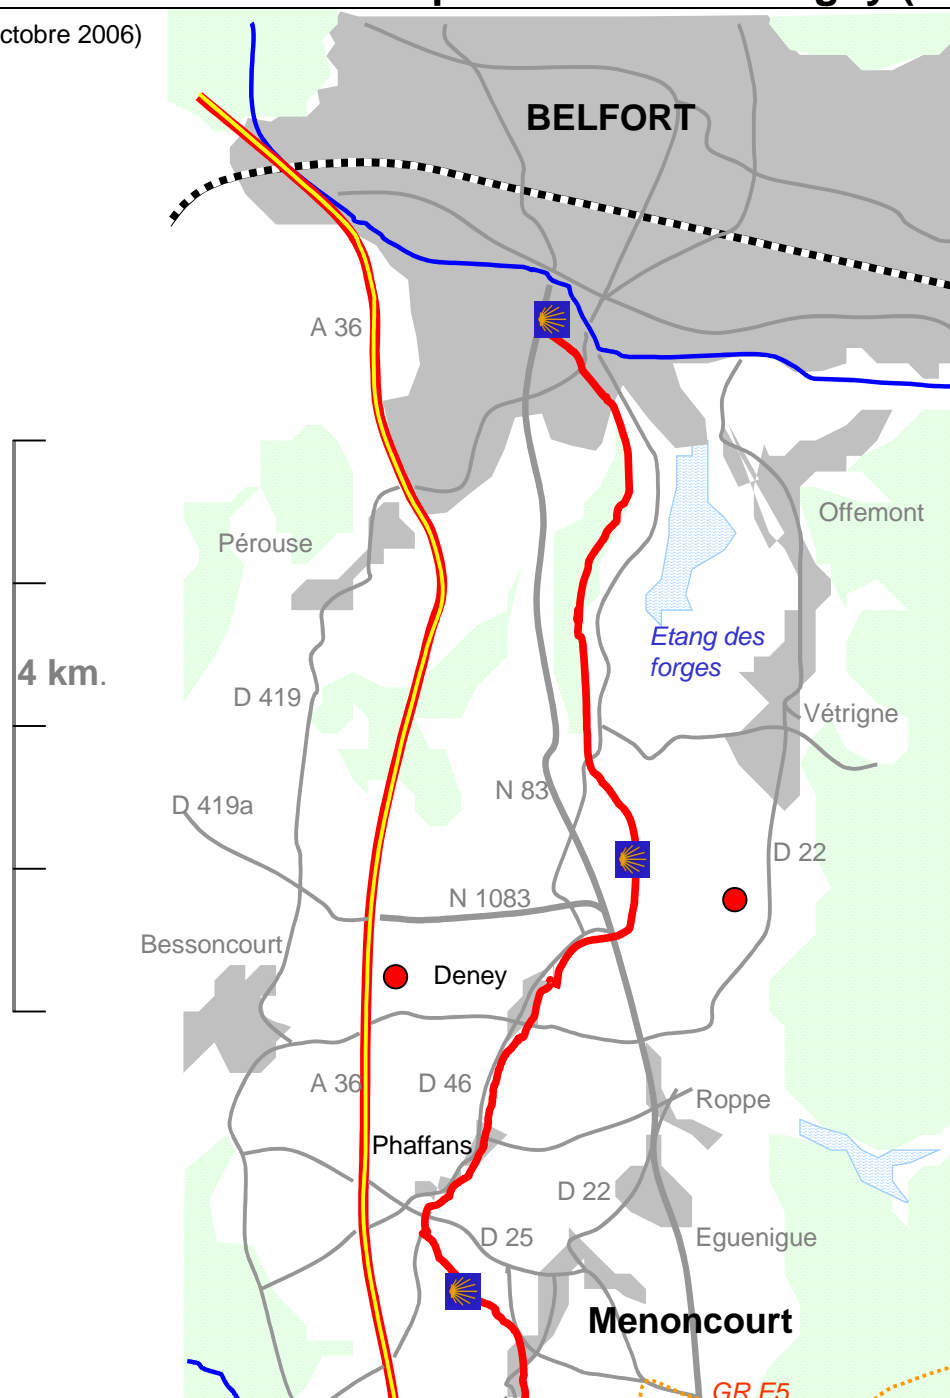 ctobre 2006)
BELFORT
A 36
Offemont
Pérouse
Etang des
forges
4 km.
D 419
Vétrigne
N 83
D 419a
D 22
N 1083
Bessoncourt
Deney
A 36
D 46
Roppe
Phaffans
D 22
D 25
Eguenigue
Menoncourt
GR E5